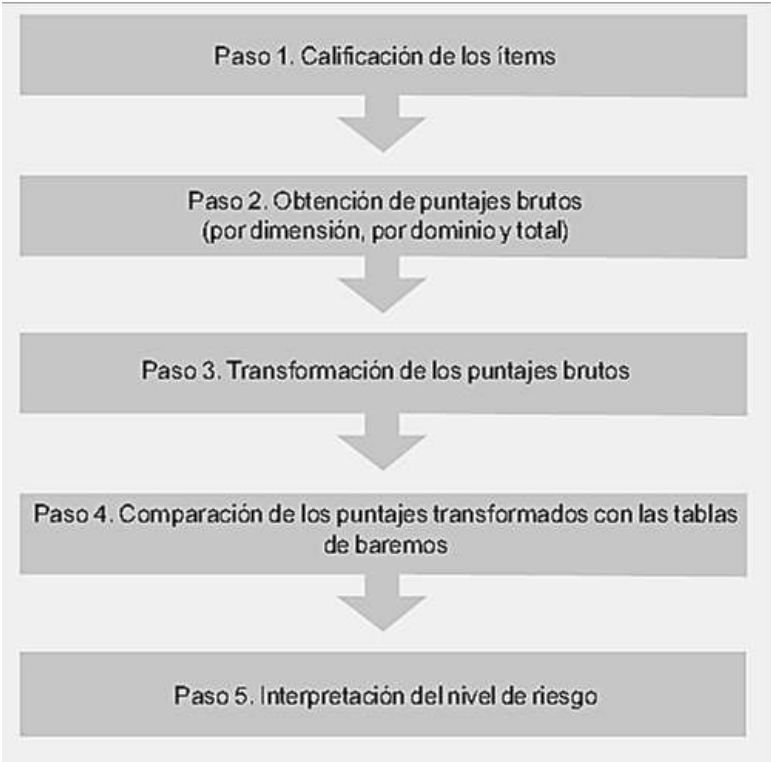 Paso 1. Calificación de los ítems
Paso 2. Obtención de puntajes brutos
(por dimensión, por dominio y total)
Paso 3. Transformación de los puntajes brutos
Paso 4. Comparación de los puntajes transformados con las tablas
de baremos
Paso 5. Interpretación del nivel de riesgo